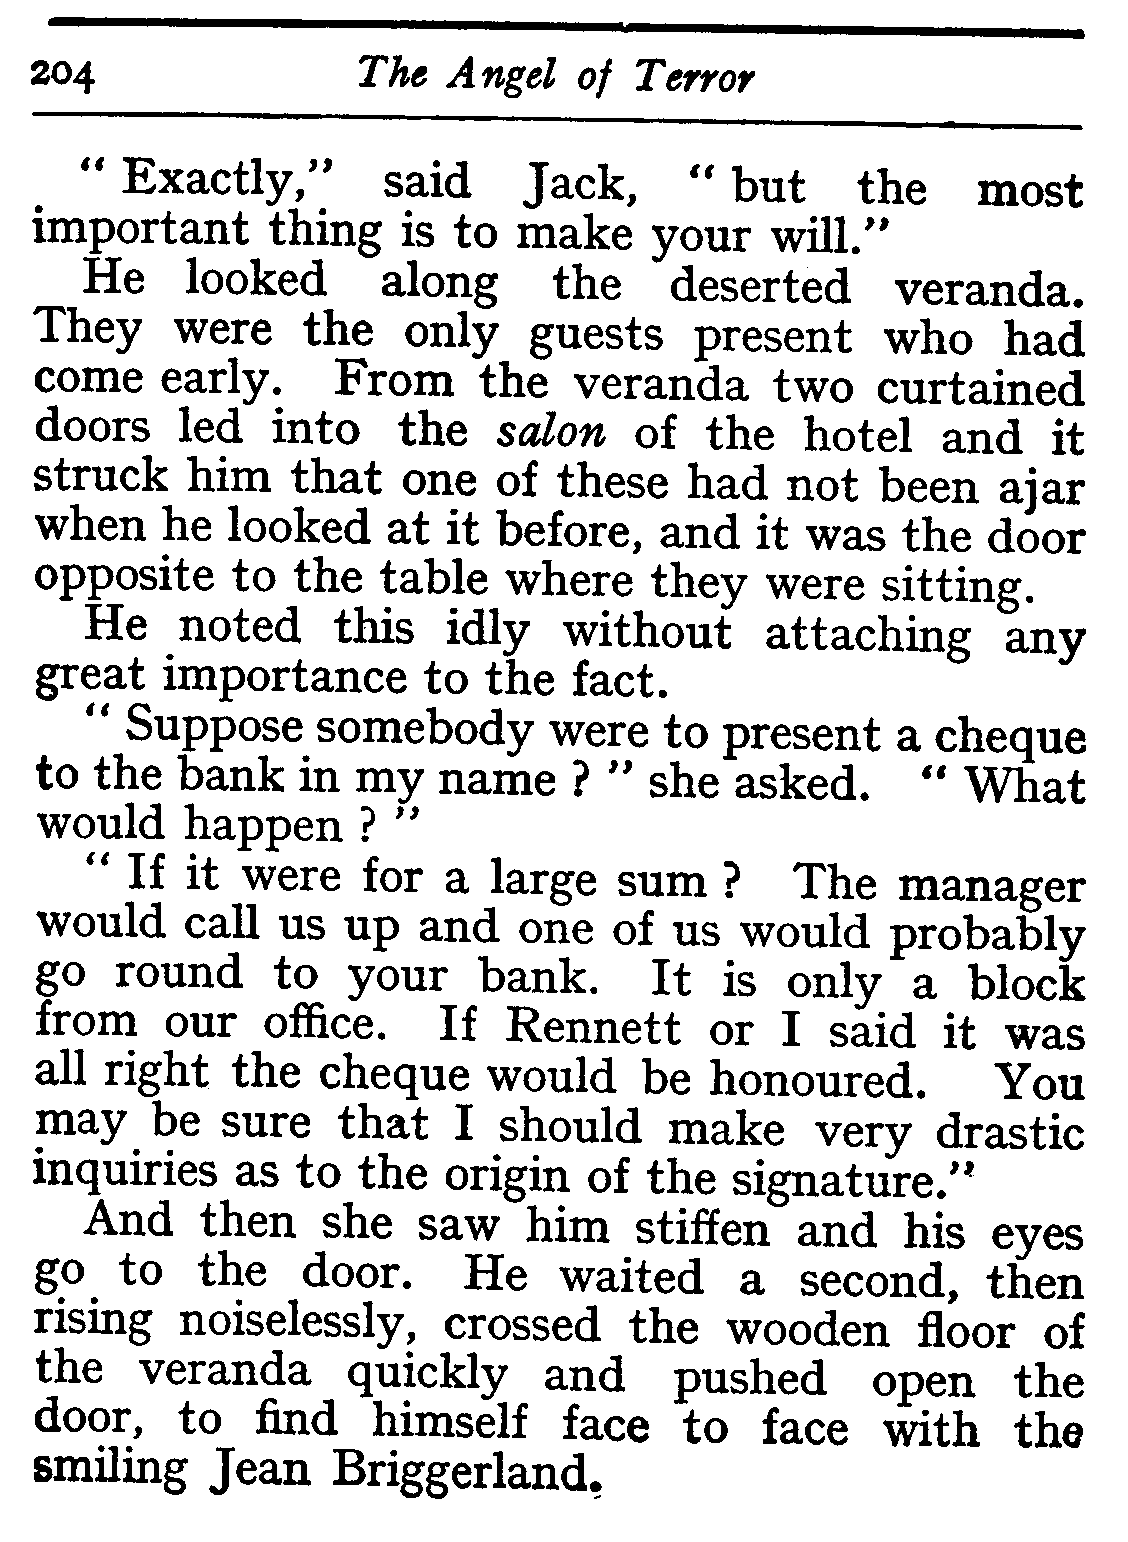 204 The Angel of Terror
“ Exactly,” said Jack, “ but the most
important thing is to make your will.”
He looked along the deserted veranda.
They were the only guests present who had
come early. From the veranda two curtained
doors led into the salon of the hotel and it
struck him that one of these had not been ajar
when he looked at it before, and it was the door
opposite to the table where they were sitting.
He noted this idly without attaching any
great importance to the fact.
“ Suppose somebody were to present a cheque
to the bank in my name ? ” she asked. “ What
would happen ? ”
“ If it were for a large sum ? The manager
would call us up and one of us would probably
go round to your bank. It is only a block
from our office. If Rennett or I said it was
all right the cheque would be honoured. You
may be sure that I should make very drastic
inquiries as to the origin of the signature.”
And then she saw him stiffen and his eyes
go to the door. He waited a second, then
rising noiselessly, crossed the wooden floor of
the veranda quickly and pushed open the
door, to find himself face to face with the
smiling Jean Briggerland.